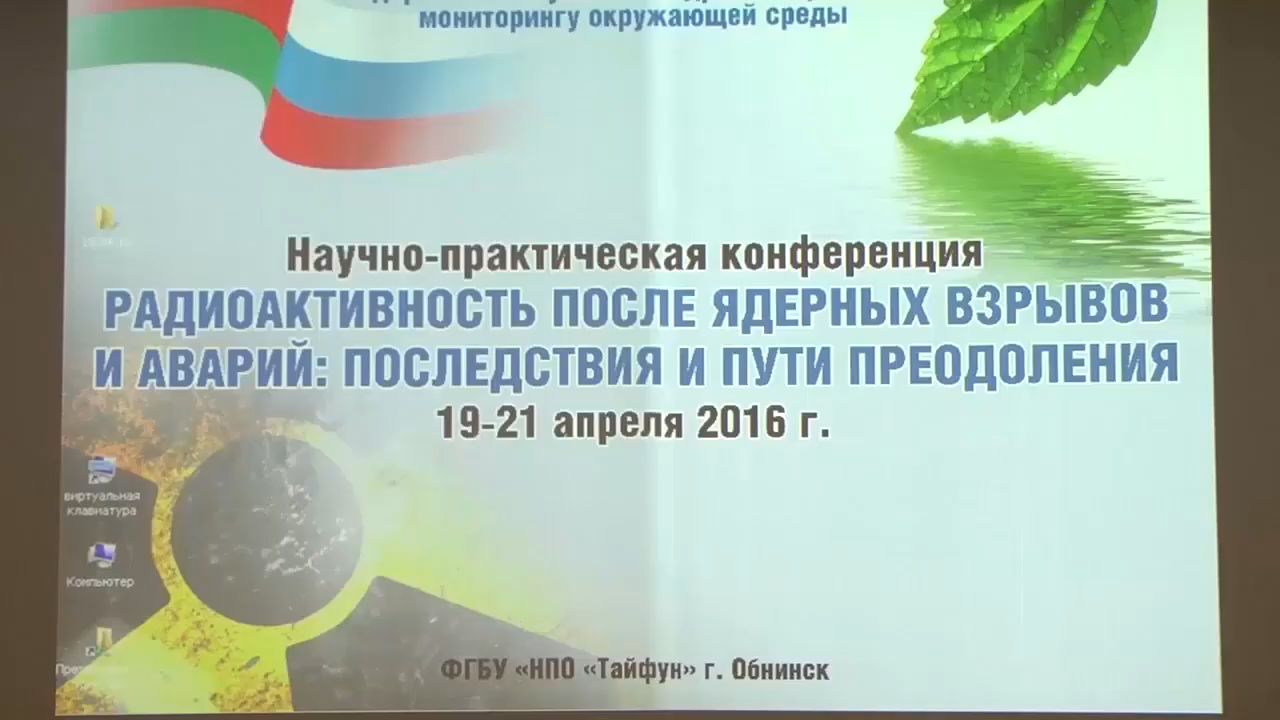 мониторингу окружающей среды
Научно-практическая конференция
РАДИОАКТИВНОСТЬ ПОСЛЕ ЯДЕРНЫХ ВЗРЫВОВ
И АВАРИЙ: ПОСЛЕДСТВИЯ И ПУТИ ПРЕОДОЛЕНИЯ
19-21 апреля 2016 г.
виртуальная
клавиатура
Компьютер
ФГБУ «НПО «Тайфун» г. Обнинск